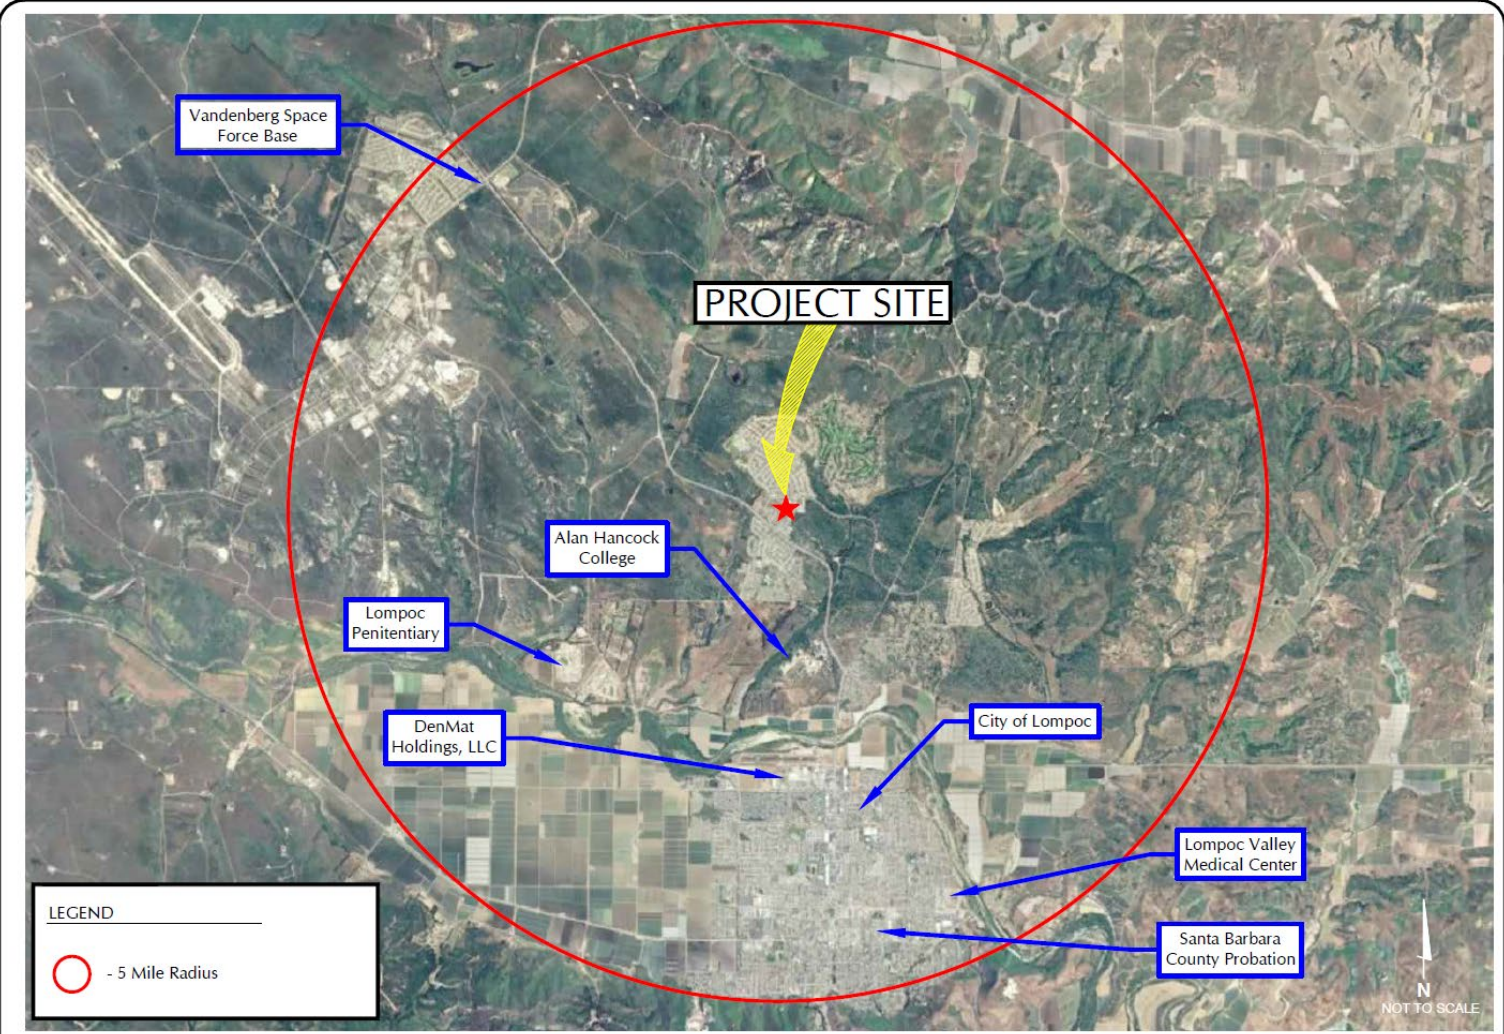 Vandenberg Space
Force Base
PROJECT SITE
Alan Hancock
College
Lompoc
Penitentiary
DenMat
Holdings, LLC
City of Lompoc
Lompoc Valley
Medical Center
Santa Barbara
County Probation
LEGEND
- 5 Mile Radius
N
NOT TO SCALE